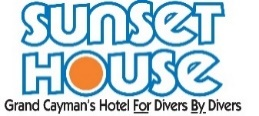 SUNSET
HOUSE
Grand Cayman's Hotel For Divers By Divers